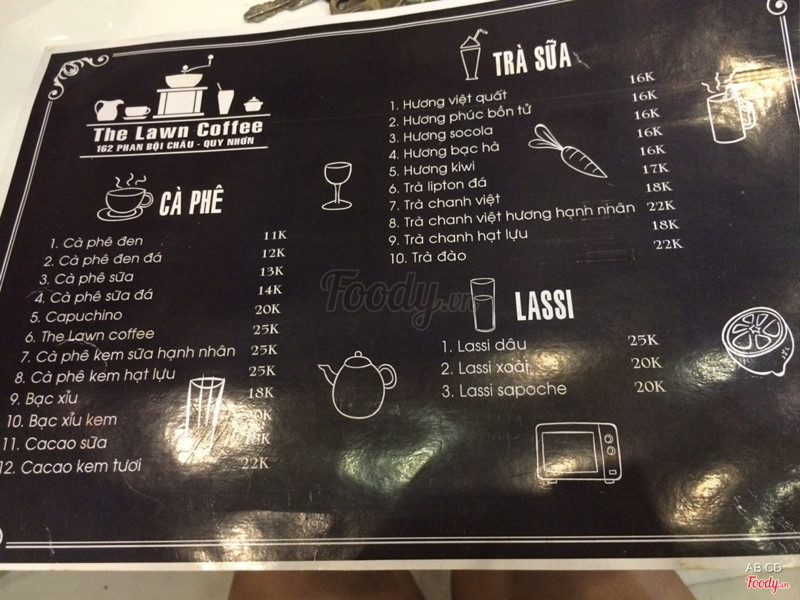 The Lawn Coffee
162 PHAN BỘI CHÂU - QUY NHƠN
CÀ PHÊ
1. Cà phê đen 11K
2. Cà phê đen đá 12K
3. Cà phê sữa 13K
4. Cà phê sữa đá 14K
5. Capuchino 20K
6. The Lawn coffee 25K
7. Cà phê kem sữa hạnh nhân 25K
8. Cà phê kem hạt lựu 25K
9. Bạc xỉu 18K
10. Bạc xỉu kem
11. Cacao sữa
12. Cacao kem tươi 22K
TRÀ SỮA
1. Hương việt quất 16K
2. Hương phúc bồn tử 16K
3. Hương socola 16K
4. Hương bạc hà 16K
5. Hương kiwi 16K
6. Trà lipton đá 17K
7. Trà chanh việt 18K
8. Trà chanh việt hương hạnh nhân 22K
9. Trà chanh hạt lựu 18K
10. Trà đào 22K
LASSI
1. Lassi dâu 25K
2. Lassi xoài 20K
3. Lassi sapoche 20K
Foody.vn
AB CD
Foody.vn